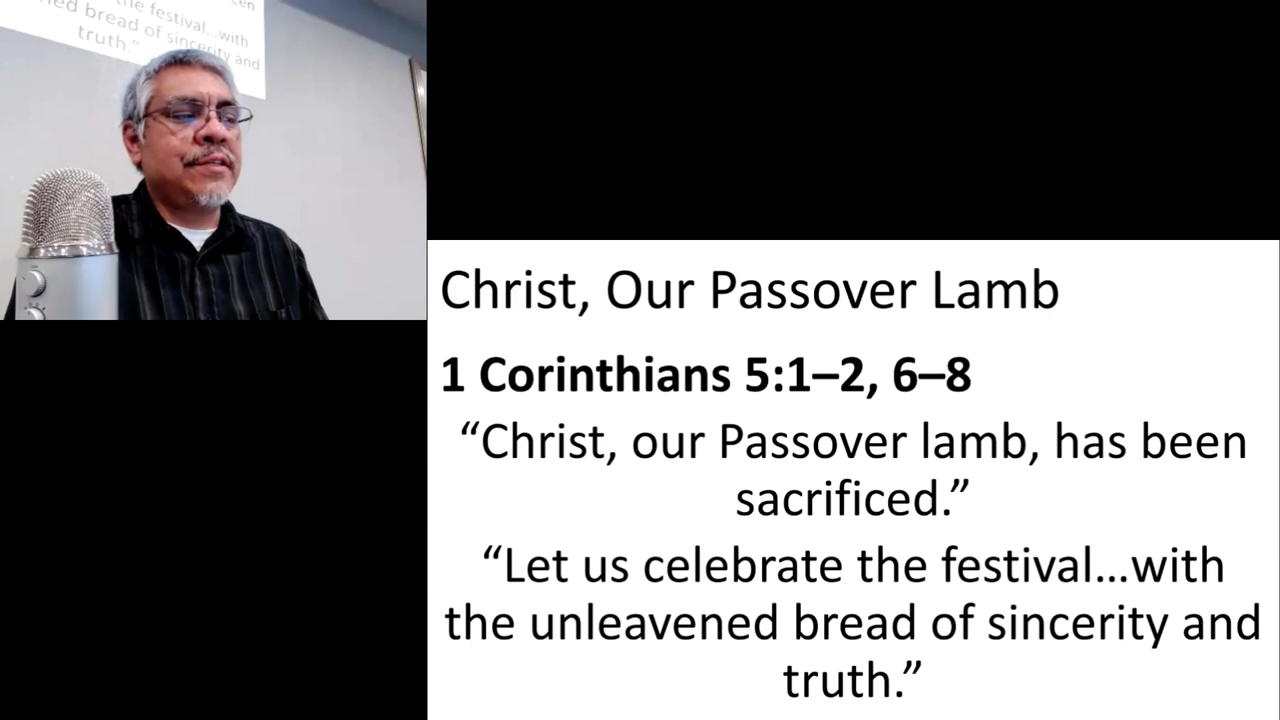 the festival...with
bread of sincerity and
truth."
Christ, Our Passover Lamb
1 Corinthians 5:1–2, 6–8
“Christ, our Passover lamb, has been
sacrificed.”
“Let us celebrate the festival...with
the unleavened bread of sincerity and
truth.”